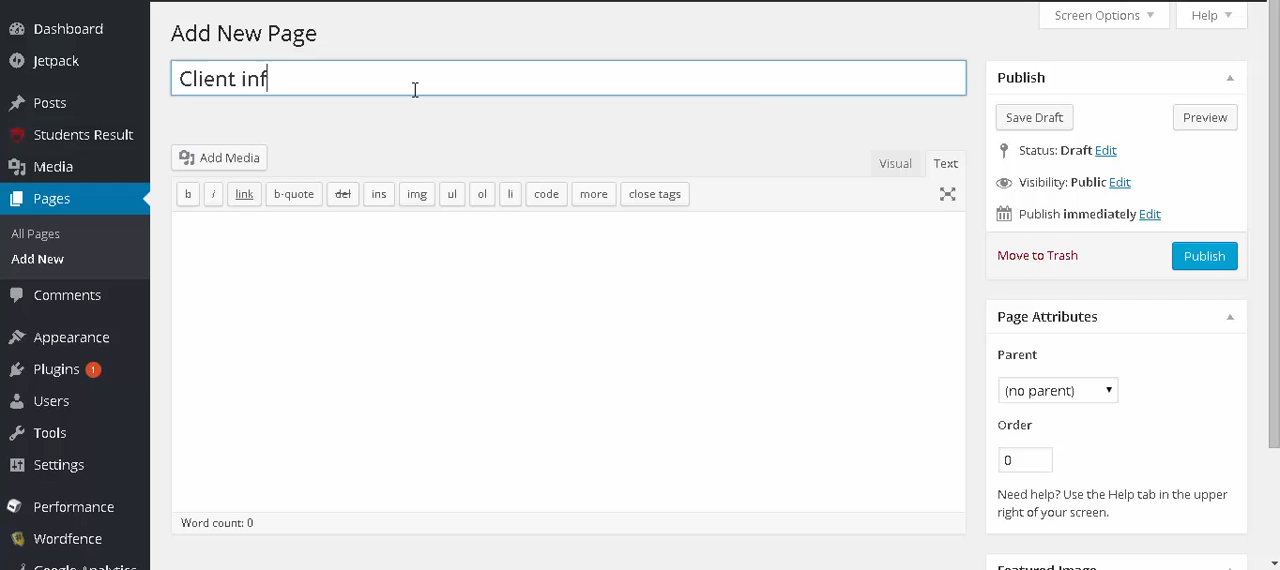 Dashboard
Jetpack
Posts
Students Result
Media
Pages
All Pages
Add New
Comments
Appearance
Plugins 1
Users
Tools
Settings
Performance
Wordfence
Google Analytics
Screen Options
Help
Add New Page
Client inf
Add Media
Visual
Text
b
i
link
b-quote
del
ins
img
ul
ol
li
code
more
close tags
Word count: 0
Publish
Save Draft
Preview
Status: Draft Edit
Visibility: Public Edit
Publish immediately Edit
Move to Trash
Publish
Page Attributes
Parent
(no parent)
Order
0
Need help? Use the Help tab in the upper
right of your screen.
Featured Image